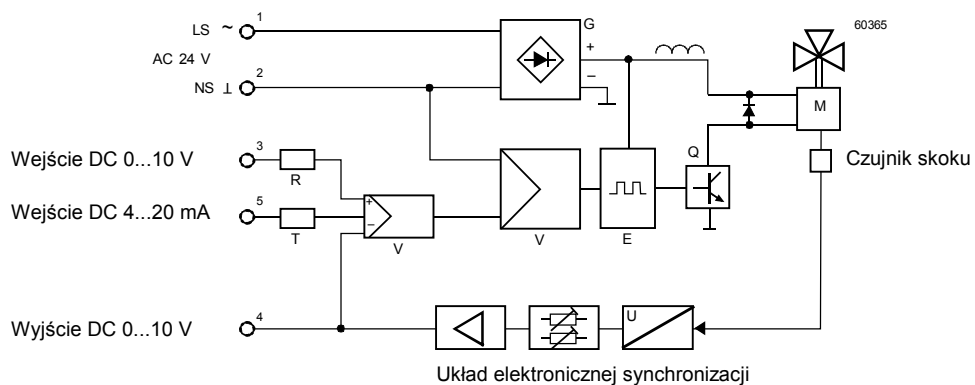 1
LS ~
G
60365
+
AC 24 V
–
2
NS ⊥
M
3
Wejście DC 0...10 V
Q
Czujnik skoku
R
+
5
Wejście DC 4...20 mA
–
T
V
V
E
4
Wyjście DC 0...10 V
U
Układ elektronicznej synchronizacji